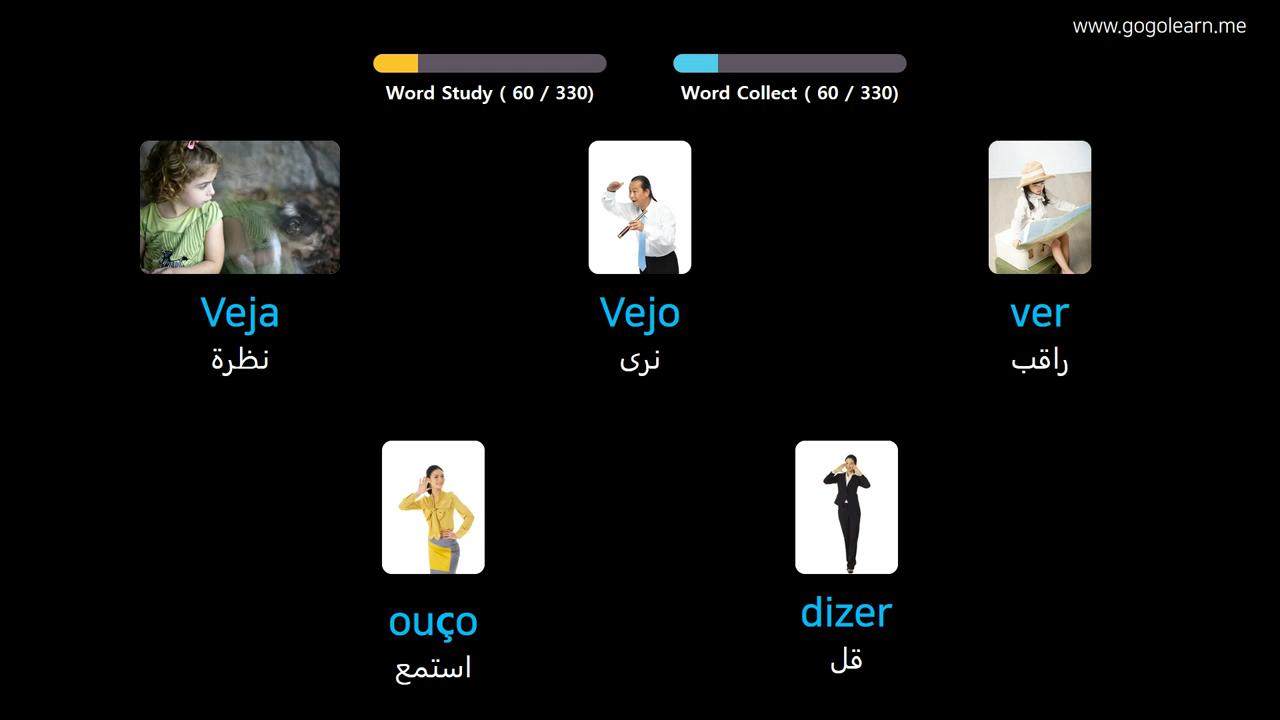 www.gogolearn.me
Word Study ( 60 / 330)
Word Collect ( 60 / 330)
Veja
نظرة
Vejo
نرى
ver
راقب
ouço
استمع
dizer
قل